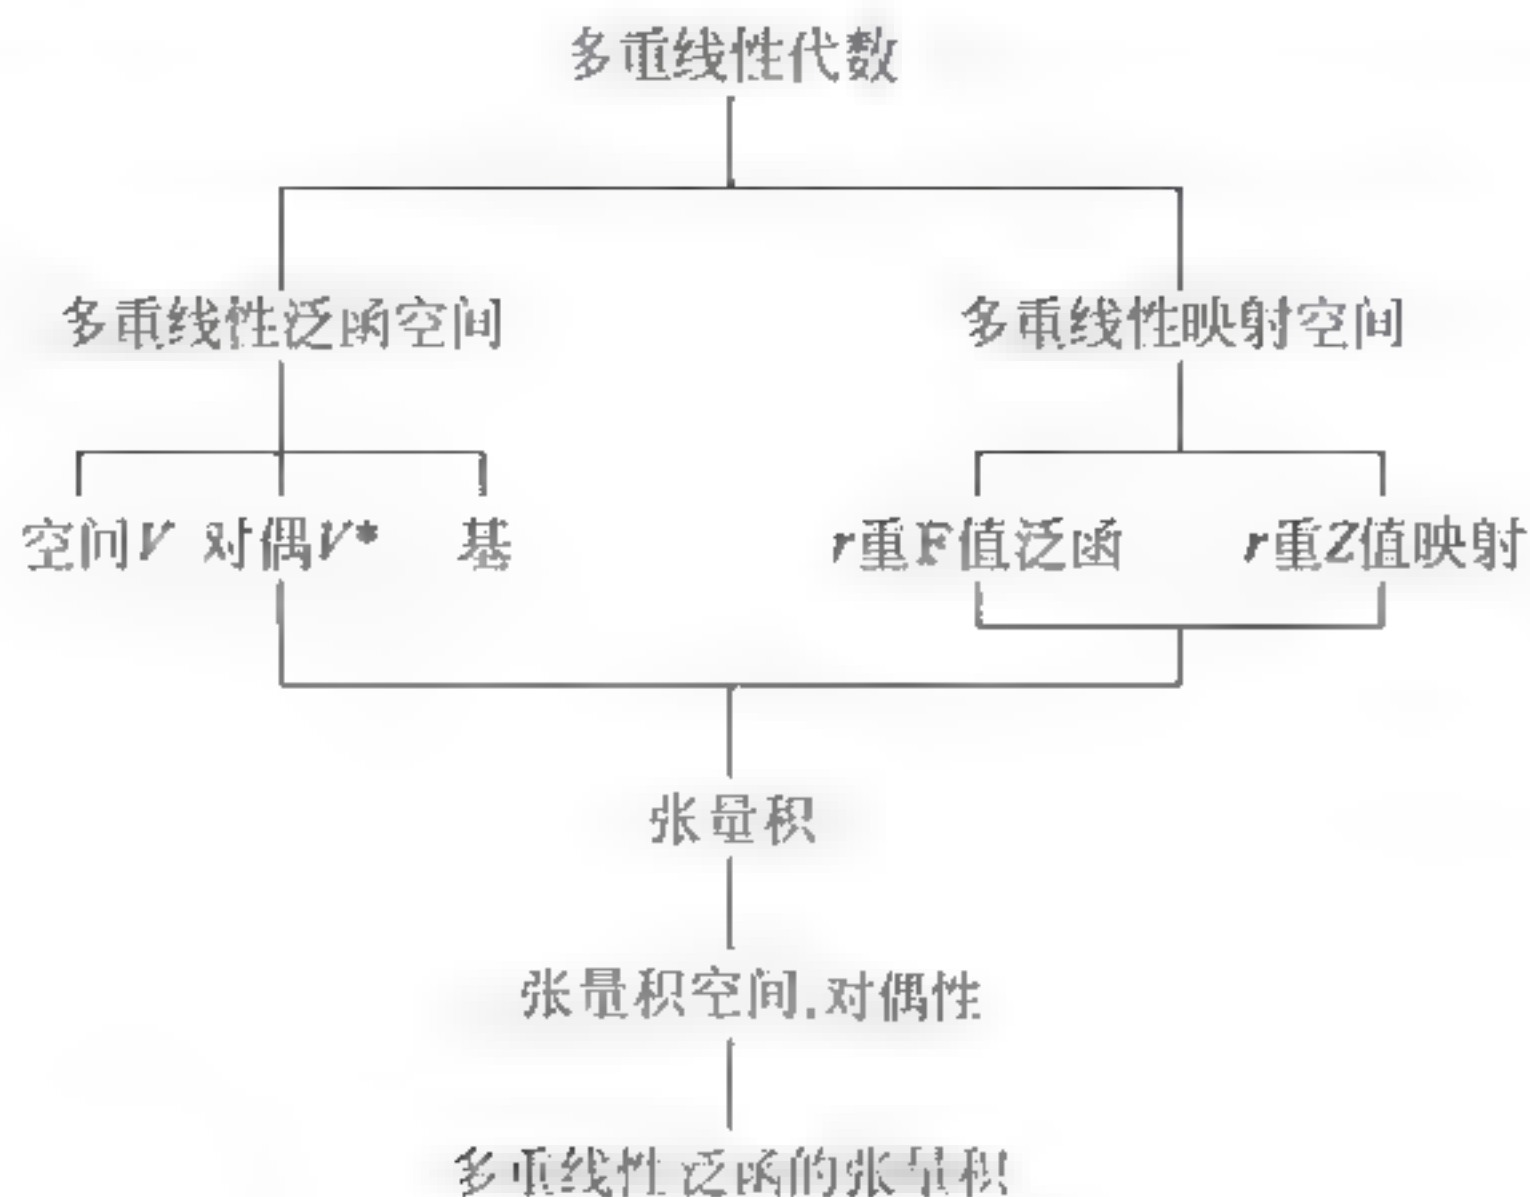 多重线性代数
多重线性泛函空间 多重线性映射空间
空间V 对偶V* 基 r重F值泛函 r重Z值映射
张量积
张量积空间.对偶性
多重线性泛函的张量积